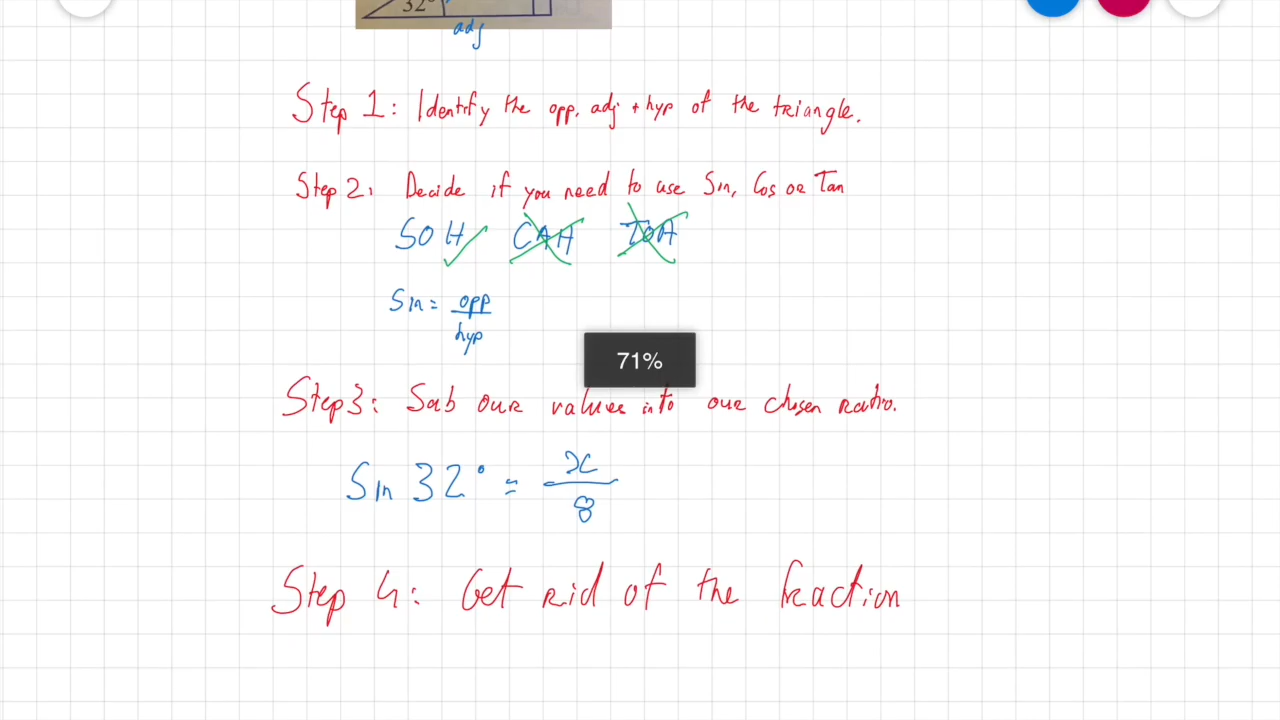 32°
adj
Step 1: Identify the opp, adj + hyp of the triangle.
Step 2: Decide if you need to use Sin, Cos or Tan
SOH CAH TOA
Sin = opp
hyp
71%
Step 3: Sub our values into our chosen ratio.
Sin 32° = x
8
Step 4: Get rid of the fraction